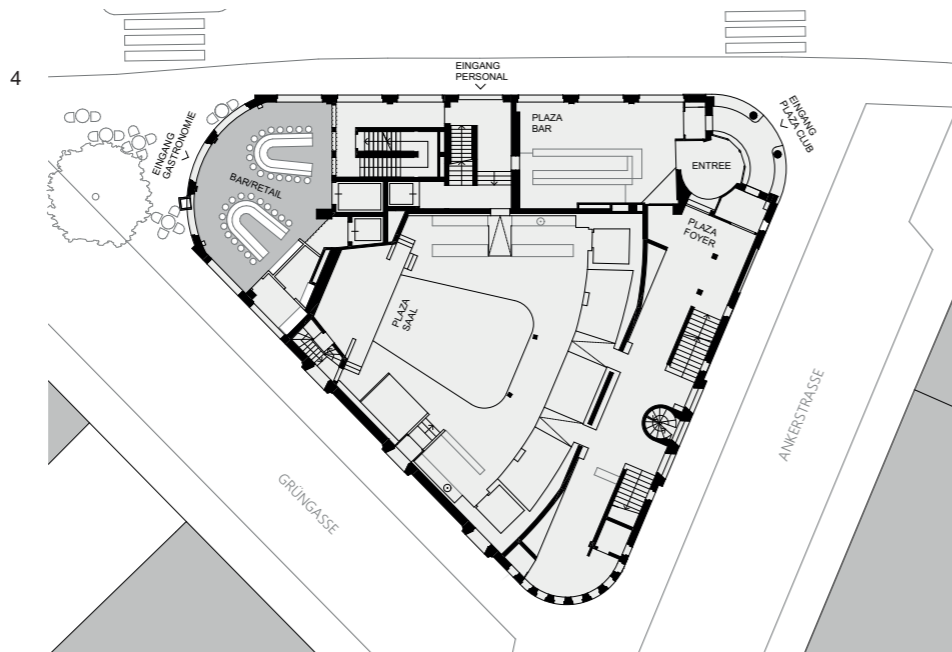 4
EINGANG
PERSONAL
EINGANG
GASTRONOMIE
BAR/RETAIL
PLAZA
BAR
EINGANG
PLAZA CLUB
ENTREE
PLAZA
FOYER
PLAZA
SAAL
GRÜNGASSE
ANKERSTRASSE